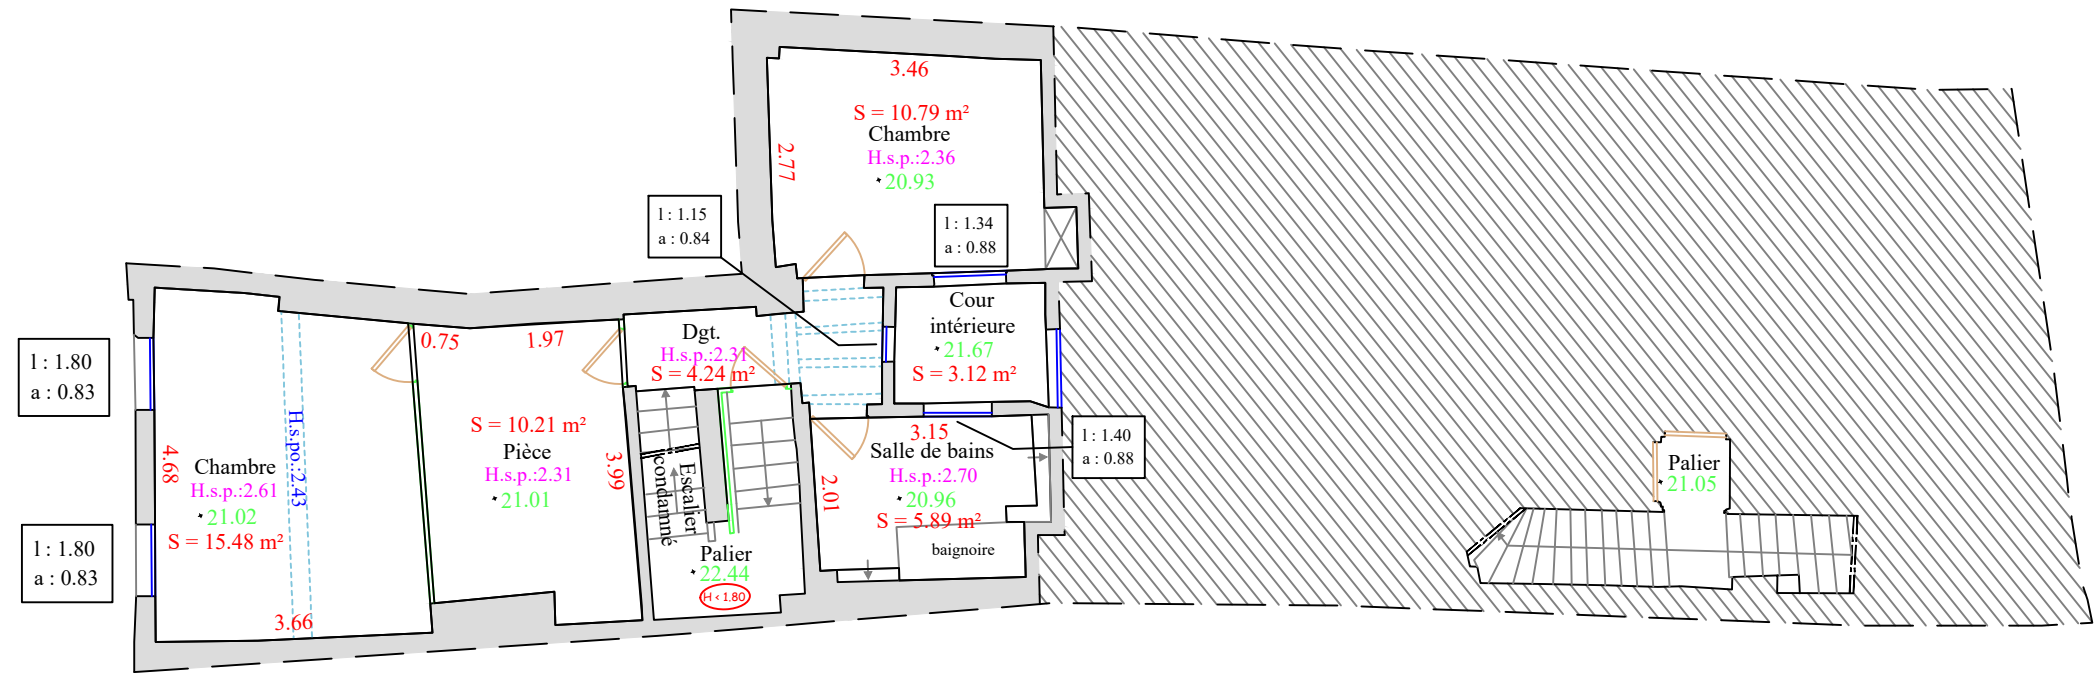 3.46
S = 10.79 m²
Chambre
H.s.p.:2.36
20.93
2.77
l : 1.15
a : 0.84
l : 1.34
a : 0.88
Cour
intérieure
21.67
S = 3.12 m²
Dgt.
H.s.p.:2.31
S = 4.24 m²
0.75
1.97
l : 1.80
a : 0.83
H.s.po.:2.43
4.68
Chambre
H.s.p.:2.61
21.02
S = 15.48 m²
l : 1.80
a : 0.83
3.66
S = 10.21 m²
Pièce
H.s.p.:2.31
21.01
3.99
Escalier
condamné
Palier
22.44
H < 1.80
3.15
Salle de bains
H.s.p.:2.70
20.96
S = 5.89 m²
2.01
baignoire
l : 1.40
a : 0.88
Palier
21.05